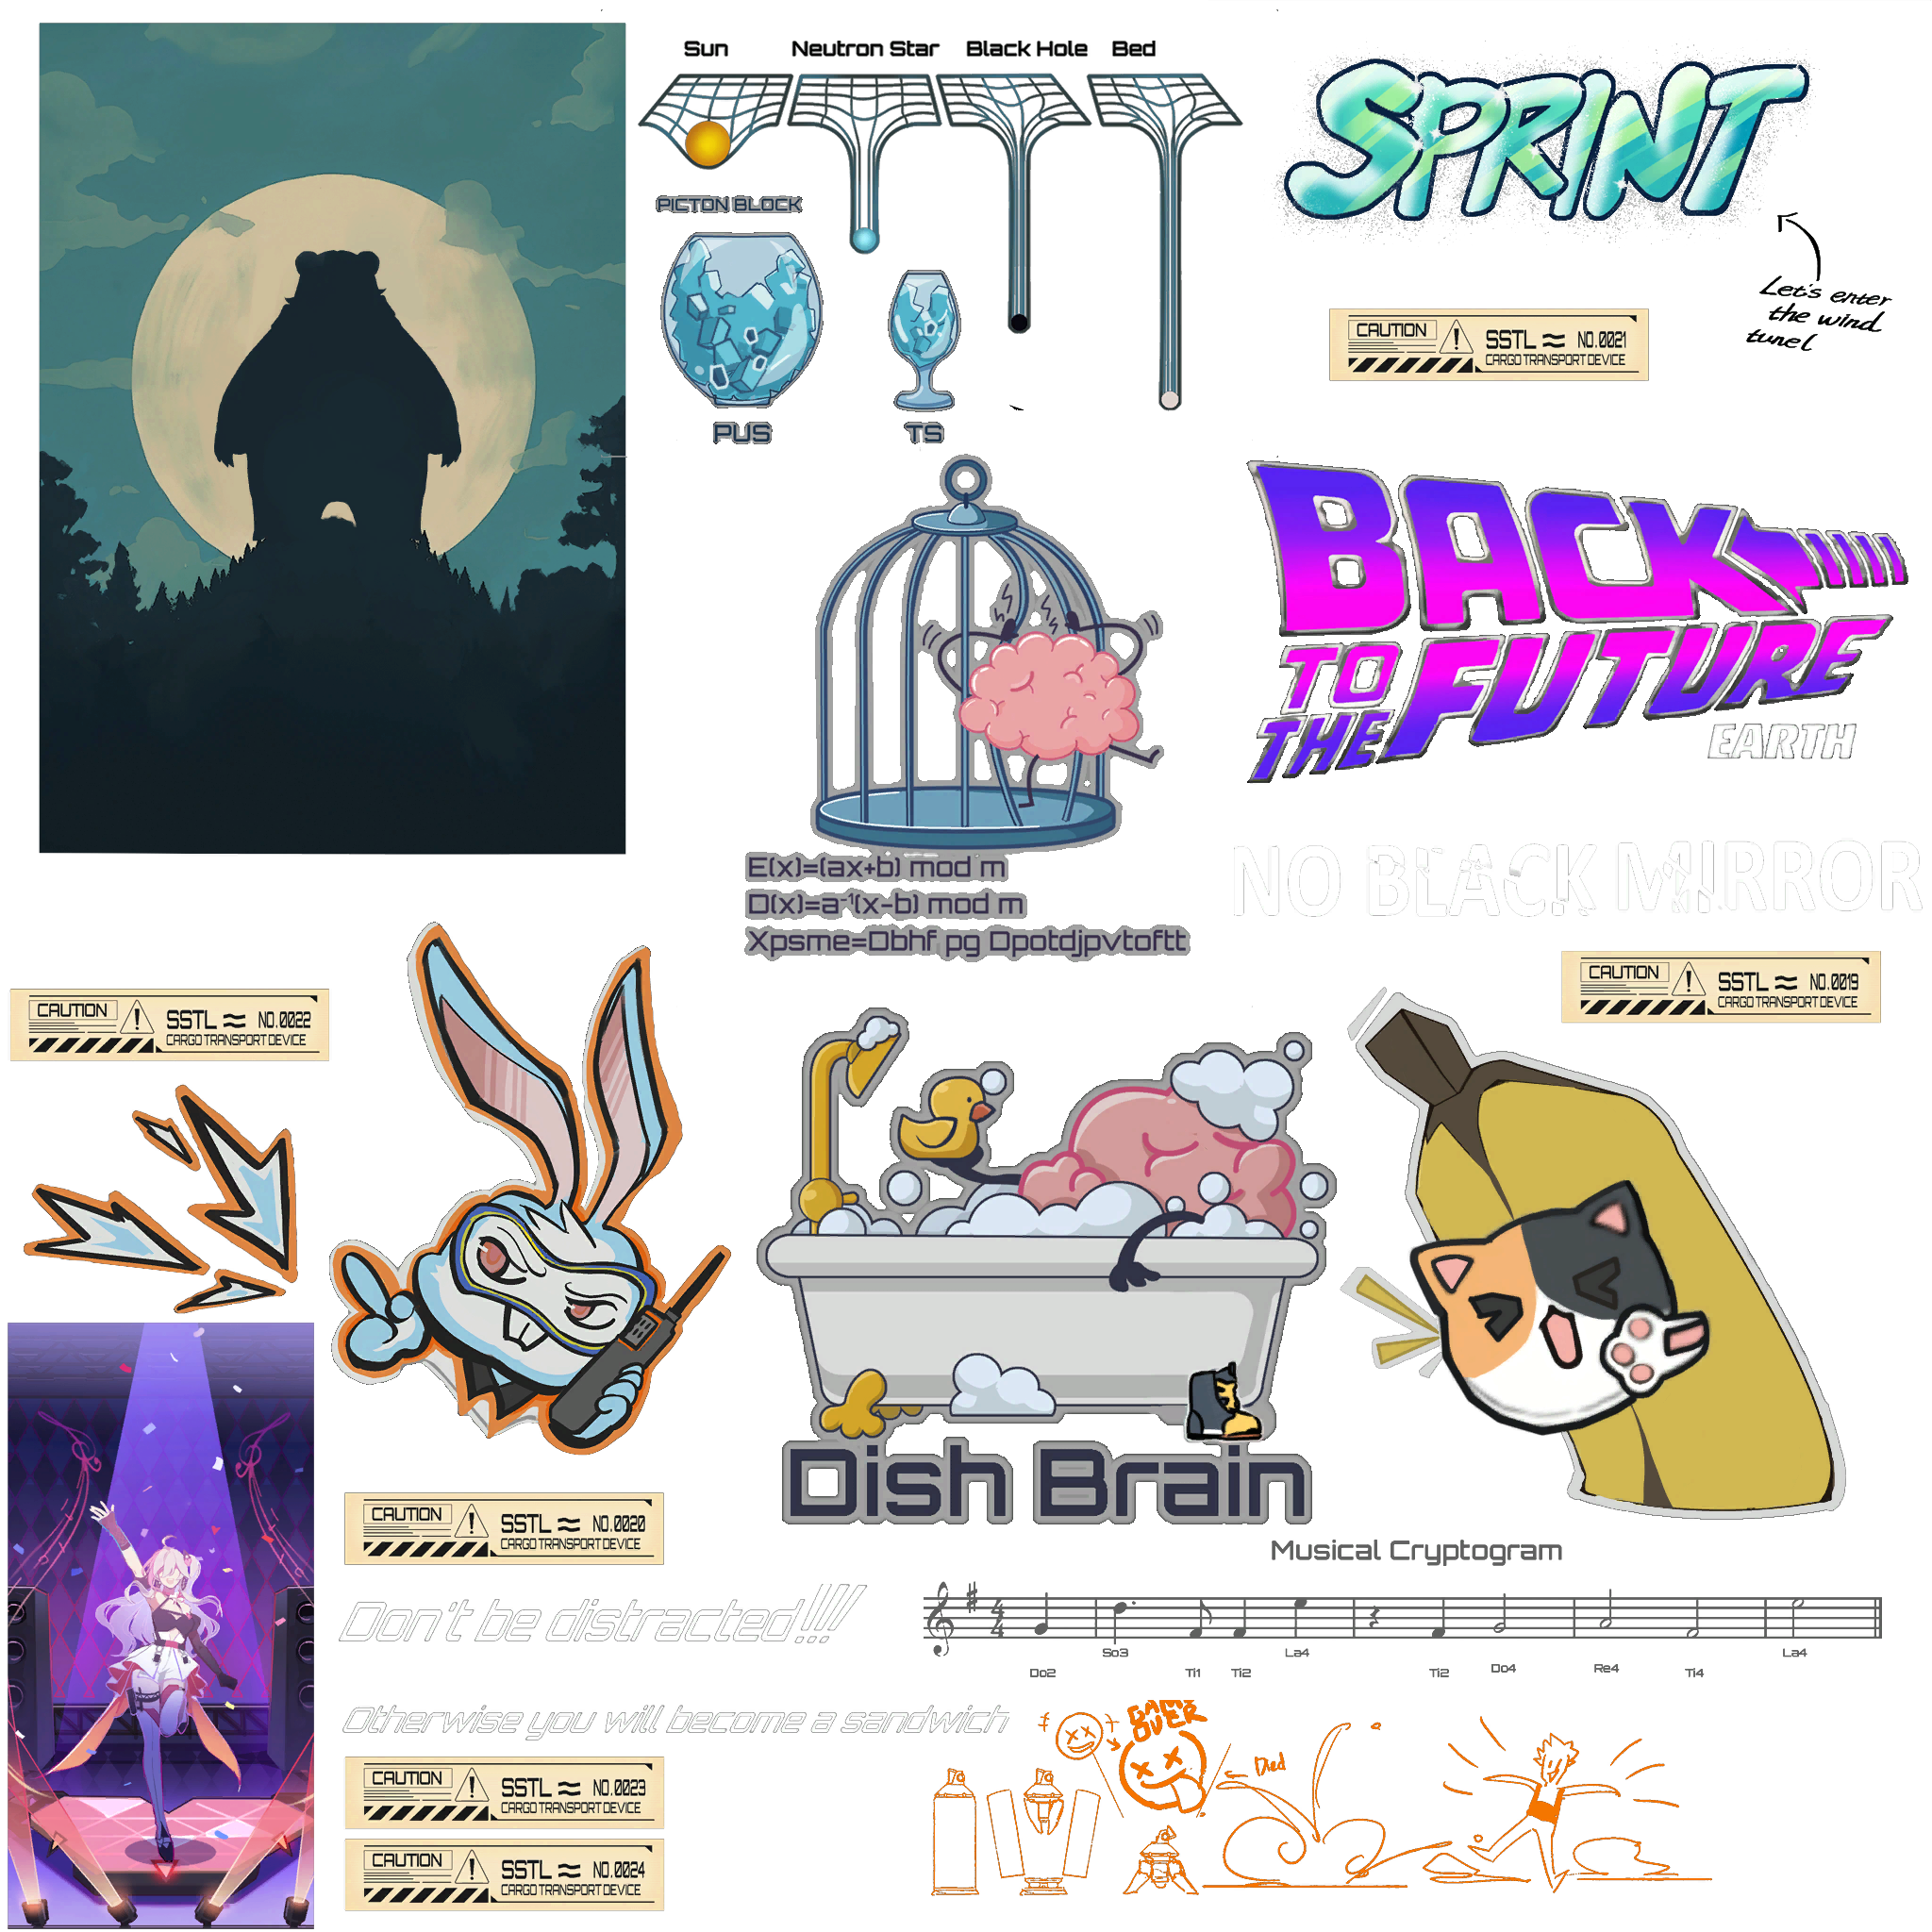 Sun Neutron Star Black Hole Bed
SPRINT
Let's enter
the wind
tunel
PICTON BLOCK
PUS TS
CAUTION
SSTL ≈ NO.0021
CARGO TRANSPORT DEVICE
BACK
TO
THE FUTURE
EARTH
NO BLACK MIRROR
E(x)=(ax+b) mod m
D(x)=a⁻¹(x-b) mod m
Xpsme=Dbhf pg Dpotdjpvtoftt
CAUTION
SSTL ≈ NO.0019
CARGO TRANSPORT DEVICE
CAUTION
SSTL ≈ NO.0022
CARGO TRANSPORT DEVICE
Dish Brain
CAUTION
SSTL ≈ NO.0020
CARGO TRANSPORT DEVICE
Musical Cryptogram
4
4
Do2 So3 Ti1 Ti2 La4 Ti2 Do4 Re4 Ti4 La4
Don't be distracted!!!
Otherwise you will become a sandwich
GAME
OVER
Died
CAUTION
SSTL ≈ NO.0023
CARGO TRANSPORT DEVICE
CAUTION
SSTL ≈ NO.0024
CARGO TRANSPORT DEVICE